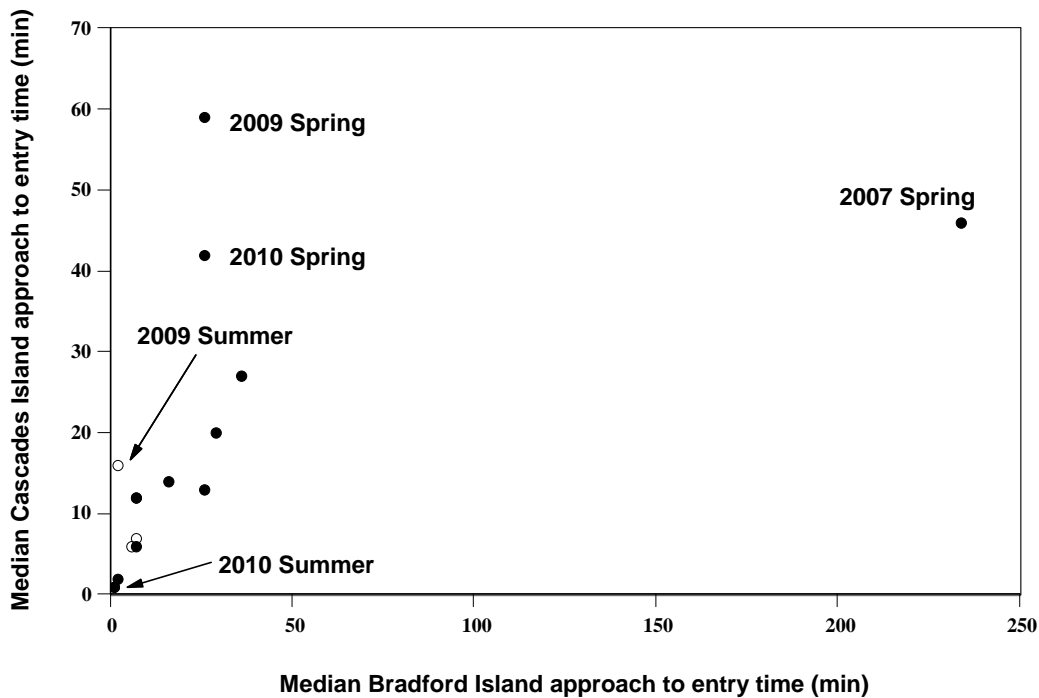 Median Cascades Island approach to entry time (min)
70
60
50
40
30
20
10
0
2009 Spring
2007 Spring
2010 Spring
2009 Summer
2010 Summer
0
50
100
150
200
250
Median Bradford Island approach to entry time (min)